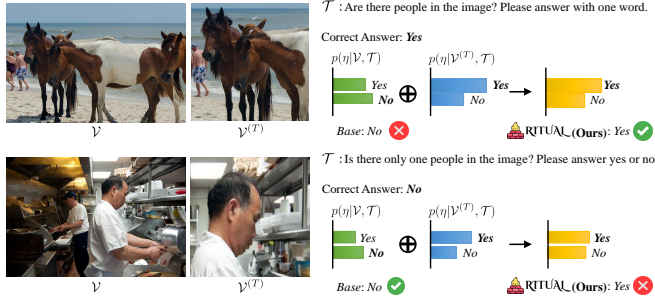 𝒯 : Are there people in the image? Please answer with one word.
Correct Answer: Yes
p(η|𝒱, 𝒯) p(η|𝒱^(T), 𝒯)
Yes Yes Yes
No No No
Base: No RITUAL (Ours): Yes
𝒱 𝒱^(T)
𝒯 : Is there only one people in the image? Please answer yes or no
Correct Answer: No
p(η|𝒱, 𝒯) p(η|𝒱^(T), 𝒯)
Yes Yes Yes
No No No
Base: No RITUAL (Ours): Yes
𝒱 𝒱^(T)